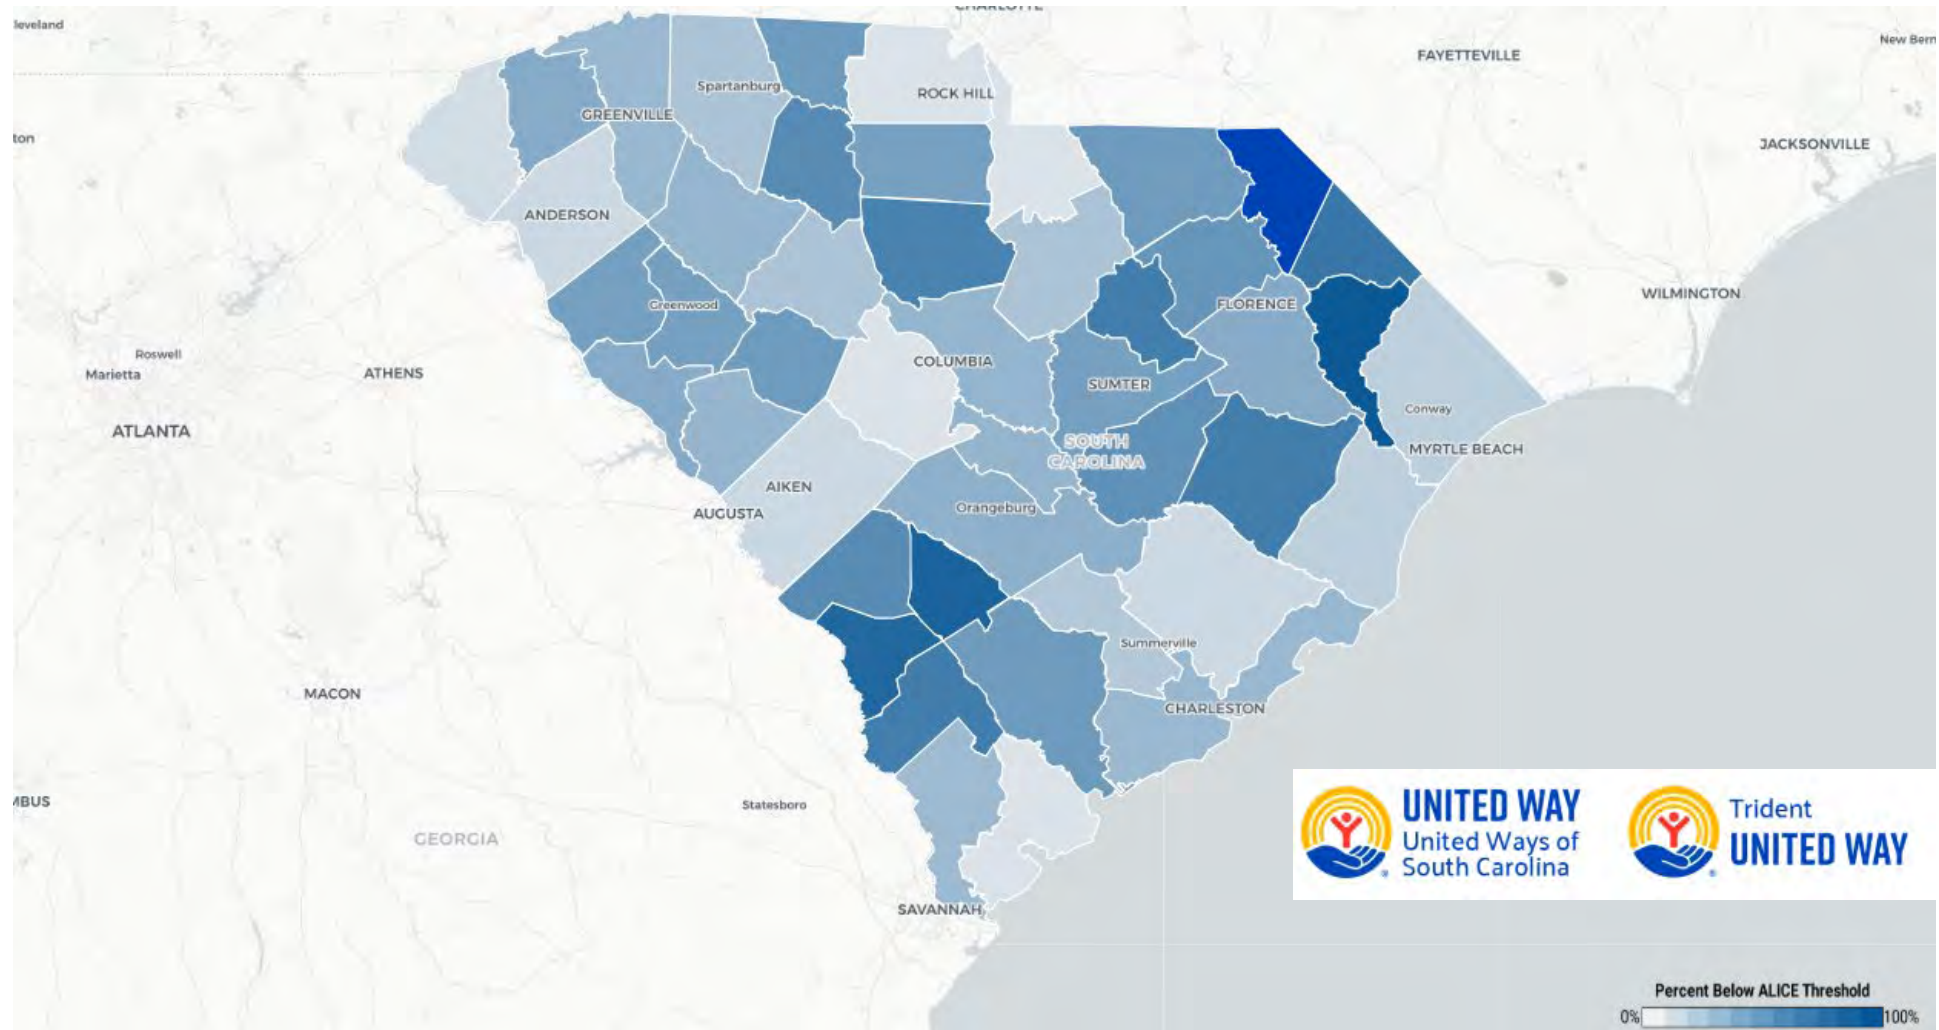 CHARLOTTE
leveland
New Bern
FAYETTEVILLE
Spartanburg
ROCK HILL
GREENVILLE
ton
JACKSONVILLE
ANDERSON
WILMINGTON
Greenwood
FLORENCE
Roswell
COLUMBIA
Marietta
ATHENS
SUMTER
Conway
ATLANTA
SOUTH
CAROLINA
MYRTLE BEACH
AIKEN
Orangeburg
AUGUSTA
Summerville
MACON
CHARLESTON
MBUS
Statesboro
GEORGIA
SAVANNAH
UNITED WAY
United Ways of
South Carolina
®
Trident
UNITED WAY
®
Percent Below ALICE Threshold
0% 100%